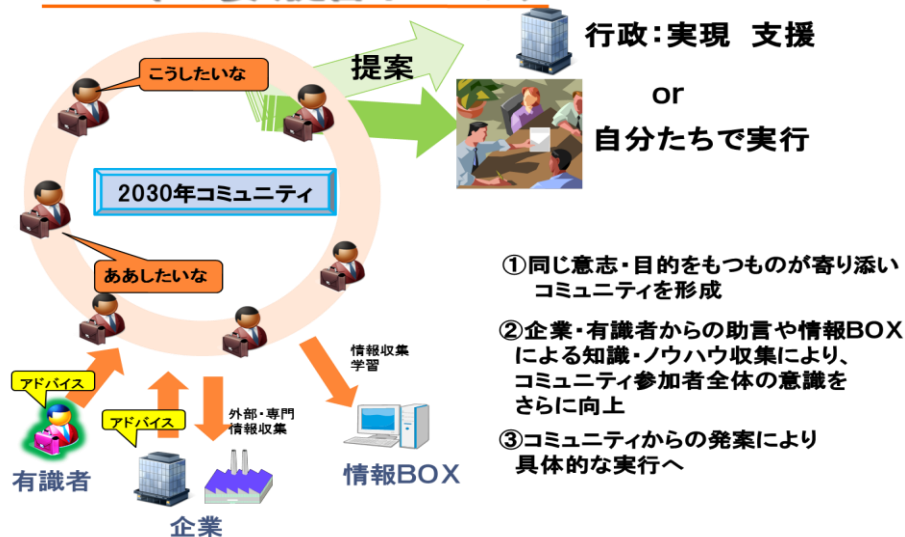 こうしたいな
提案
行政：実現 支援
or
自分たちで実行
2030年コミュニティ
ああしたいな
①同じ意志・目的をもつものが寄り添い
コミュニティを形成
②企業・有識者からの助言や情報BOX
による知識・ノウハウ収集により、
コミュニティ参加者全体の意識を
さらに向上
③コミュニティからの発案により
具体的な実行へ
情報収集
学習
アドバイス
アドバイス
外部・専門
情報収集
有識者
企業
情報BOX